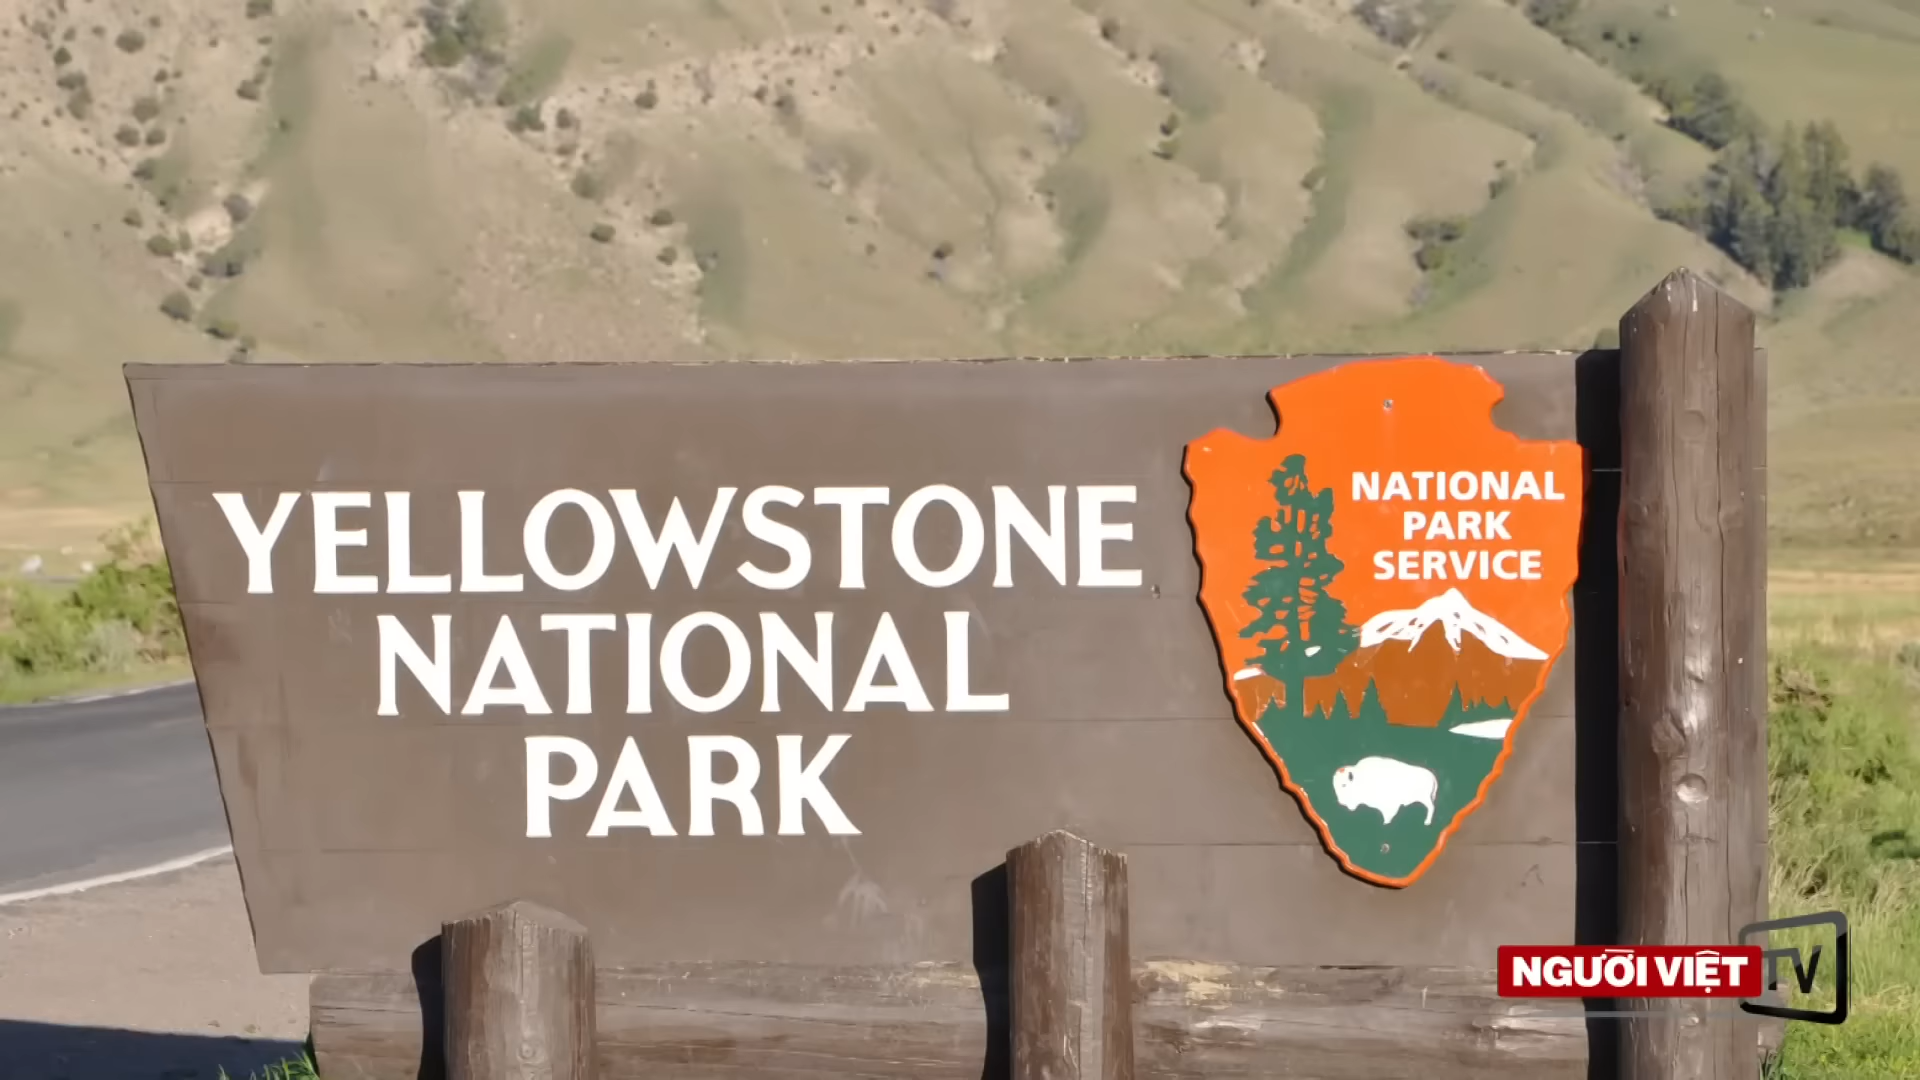 YELLOWSTONE
NATIONAL
PARK
NATIONAL
PARK
SERVICE
NGƯỜI VIỆT TV